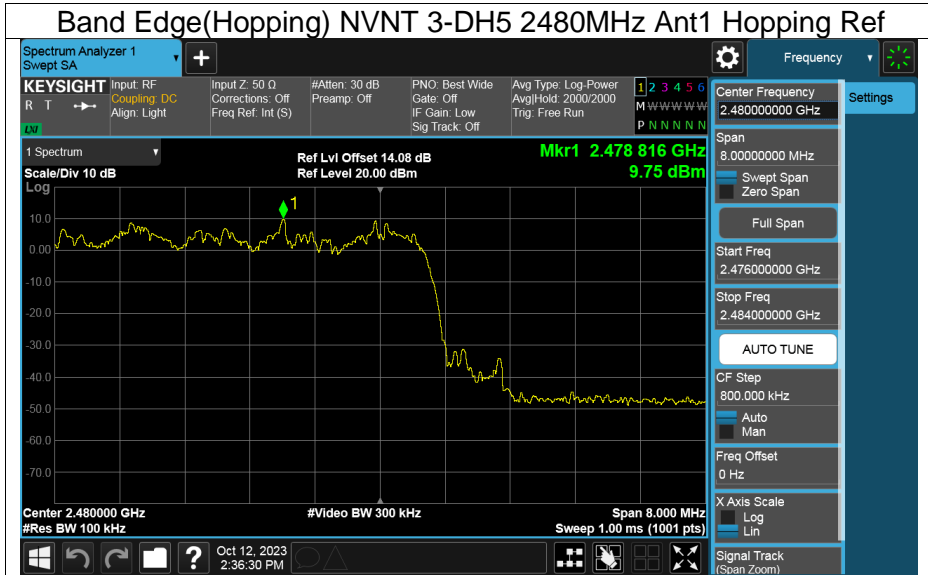 Band Edge(Hopping) NVNT 3-DH5 2480MHz Ant1 Hopping Ref
Spectrum Analyzer 1
Swept SA
+
Frequency
KEYSIGHT
R T
LXI
Input: RF
Coupling: DC
Align: Light
Input Z: 50 Ω
Corrections: Off
Freq Ref: Int (S)
#Atten: 30 dB
Preamp: Off
PNO: Best Wide
Gate: Off
IF Gain: Low
Sig Track: Off
Avg Type: Log-Power
Avg|Hold: 2000/2000
Trig: Free Run
1 2 3 4 5 6
M W W W W W
P N N N N N
1 Spectrum
Scale/Div 10 dB
Log
Ref Lvl Offset 14.08 dB
Ref Level 20.00 dBm
Mkr1 2.478 816 GHz
9.75 dBm
1
10.0
0.00
-10.0
-20.0
-30.0
-40.0
-50.0
-60.0
-70.0
Center 2.480000 GHz
#Res BW 100 kHz
#Video BW 300 kHz
Span 8.000 MHz
Sweep 1.00 ms (1001 pts)
?
Oct 12, 2023
2:36:30 PM
Center Frequency
2.480000000 GHz
Settings
Span
8.00000000 MHz
Swept Span
Zero Span
Full Span
Start Freq
2.476000000 GHz
Stop Freq
2.484000000 GHz
AUTO TUNE
CF Step
800.000 kHz
Auto
Man
Freq Offset
0 Hz
X Axis Scale
Log
Lin
Signal Track
(Span Zoom)